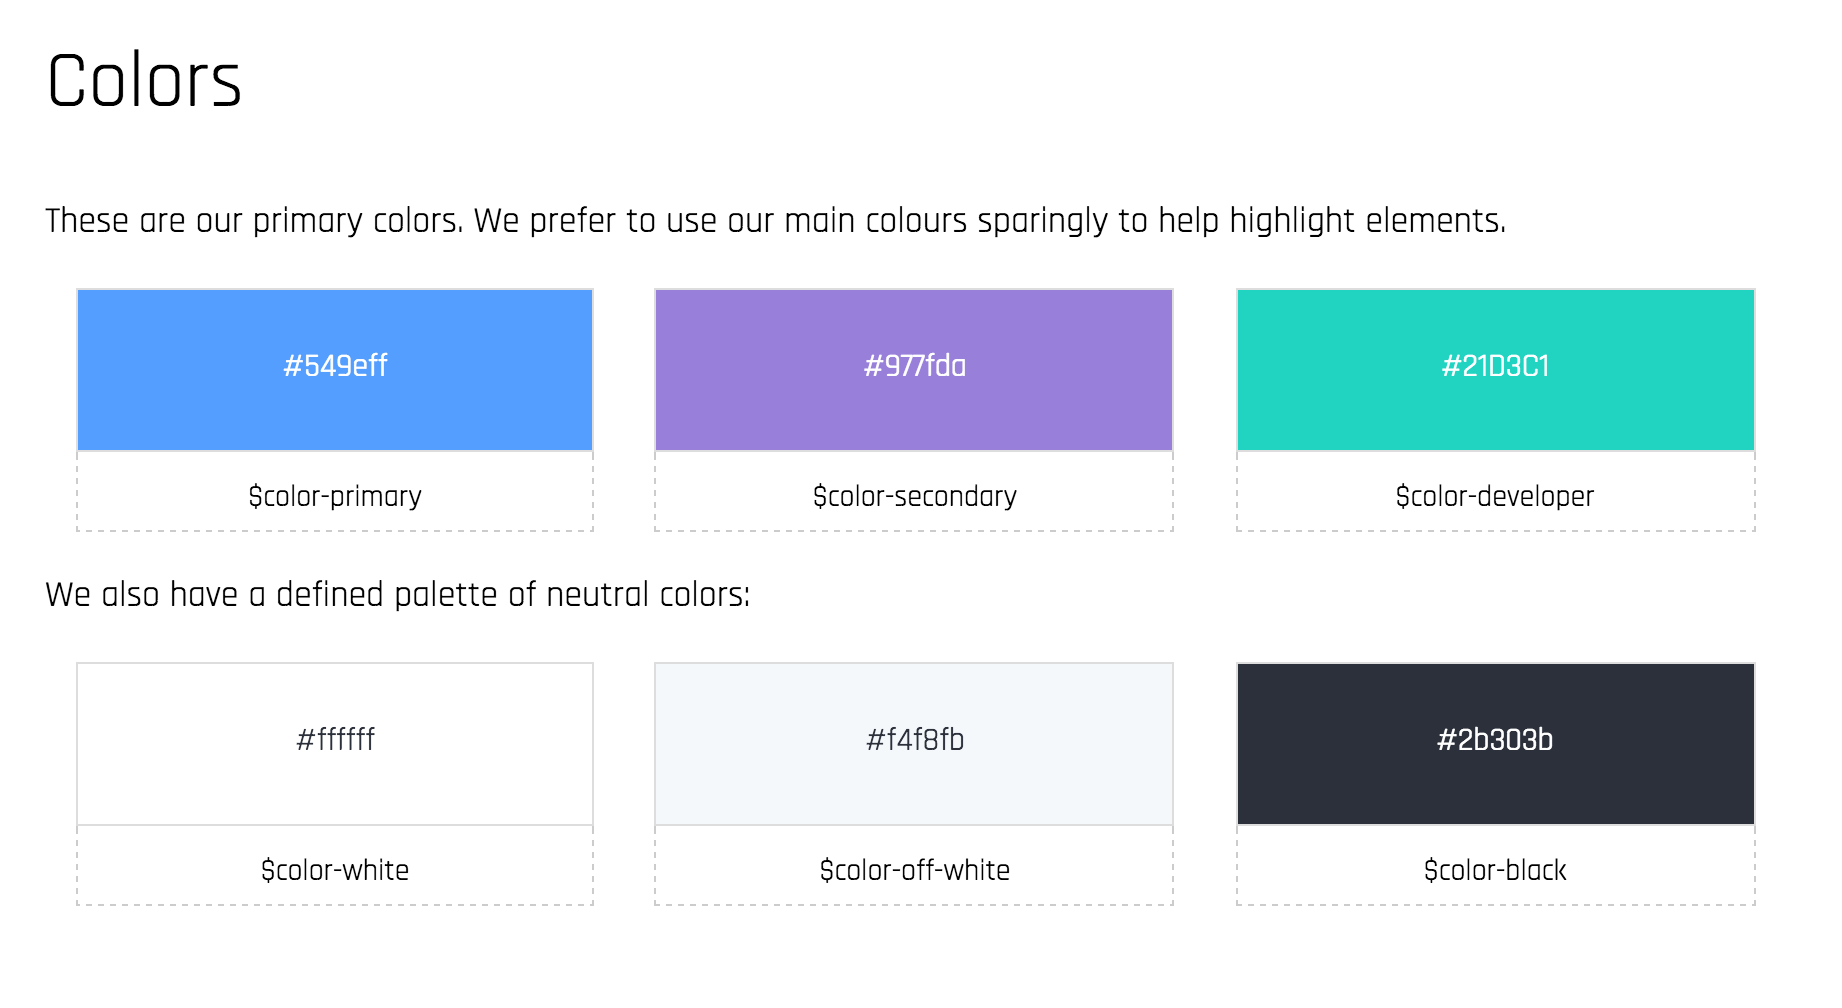 Colors
These are our primary colors. We prefer to use our main colours sparingly to help highlight elements.
#549eff
#977fda
#21D3C1
$color-primary
$color-secondary
$color-developer
We also have a defined palette of neutral colors:
#ffffff
#f4f8fb
#2b303b
$color-white
$color-off-white
$color-black